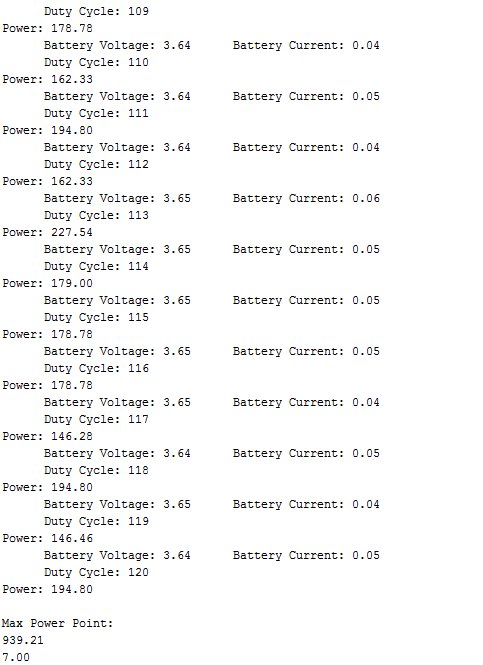 Duty Cycle: 109
Power: 178.78
Battery Voltage: 3.64 Battery Current: 0.04
Duty Cycle: 110
Power: 162.33
Battery Voltage: 3.64 Battery Current: 0.05
Duty Cycle: 111
Power: 194.80
Battery Voltage: 3.64 Battery Current: 0.04
Duty Cycle: 112
Power: 162.33
Battery Voltage: 3.65 Battery Current: 0.06
Duty Cycle: 113
Power: 227.54
Battery Voltage: 3.65 Battery Current: 0.05
Duty Cycle: 114
Power: 179.00
Battery Voltage: 3.65 Battery Current: 0.05
Duty Cycle: 115
Power: 178.78
Battery Voltage: 3.65 Battery Current: 0.05
Duty Cycle: 116
Power: 178.78
Battery Voltage: 3.65 Battery Current: 0.04
Duty Cycle: 117
Power: 146.28
Battery Voltage: 3.64 Battery Current: 0.05
Duty Cycle: 118
Power: 194.80
Battery Voltage: 3.65 Battery Current: 0.04
Duty Cycle: 119
Power: 146.46
Battery Voltage: 3.64 Battery Current: 0.05
Duty Cycle: 120
Power: 194.80
Max Power Point:
939.21
7.00